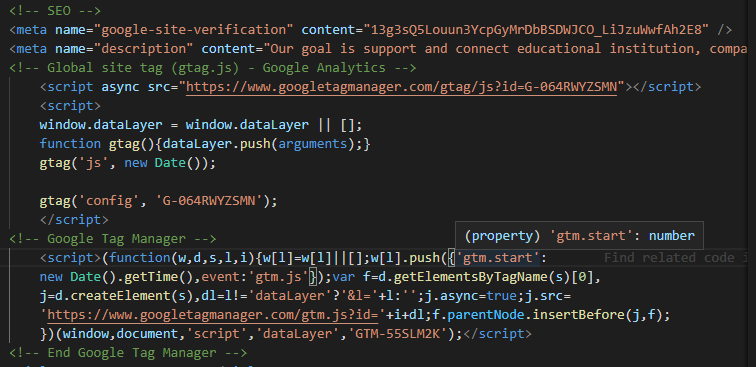 <!-- SEO -->
<meta name="google-site-verification" content="13g3sQ5Louun3YcpGyMrDbBSDWJCO_LiJzuWwfAh2E8" />
<meta name="description" content="Our goal is support and connect educational institution, compa
<!-- Global site tag (gtag.js) - Google Analytics -->
<script async src="https://www.googletagmanager.com/gtag/js?id=G-064RWYZSMN"></script>
<script>
window.dataLayer = window.dataLayer || [];
function gtag(){dataLayer.push(arguments);}
gtag('js', new Date());
gtag('config', 'G-064RWYZSMN');
</script>
(property) 'gtm.start': number
<!-- Google Tag Manager -->
<script>(function(w,d,s,l,i){w[l]=w[l]||[];w[l].push({'gtm.start': Find related code i
new Date().getTime(),event:'gtm.js'});var f=d.getElementsByTagName(s)[0],
j=d.createElement(s),dl=l!='dataLayer'?'&l='+l:'';j.async=true;j.src=
'https://www.googletagmanager.com/gtm.js?id='+i+dl;f.parentNode.insertBefore(j,f);
})(window,document,'script','dataLayer','GTM-55SLM2K');</script>
<!-- End Google Tag Manager -->